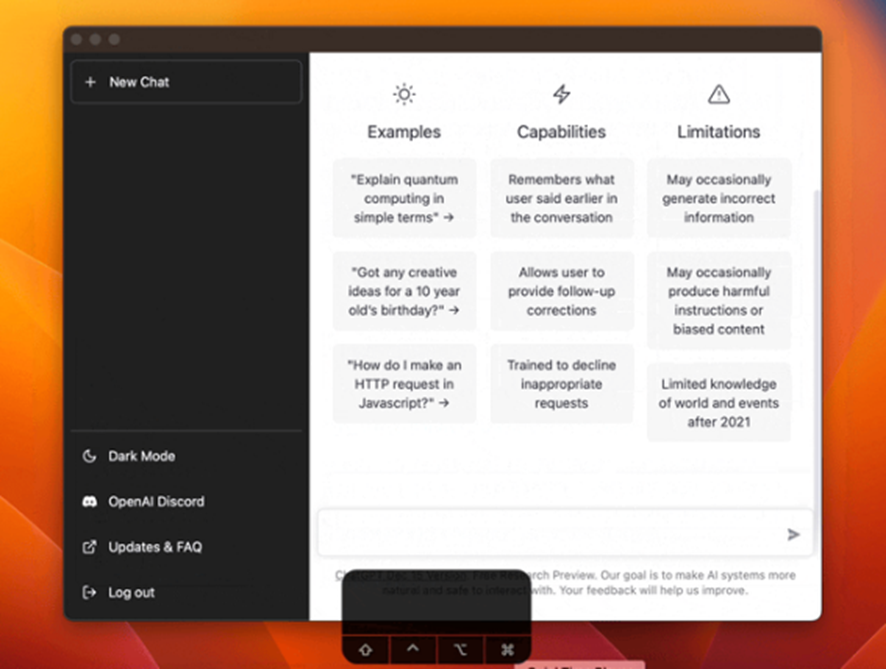 New Chat
Dark Mode
OpenAI Discord
Updates & FAQ
Log out
Examples
"Explain quantum
computing in
simple terms" →
"Got any creative
ideas for a 10 year
old's birthday?" →
"How do I make an
HTTP request in
Javascript?" →
Capabilities
Remembers what
user said earlier in
the conversation
Allows user to
provide follow-up
corrections
Trained to decline
inappropriate
requests
Limitations
May occasionally
generate incorrect
information
May occasionally
produce harmful
instructions or
biased content
Limited knowledge
of world and events
after 2021
ChatGPT Dec 15 Version. Free Research Preview. Our goal is to make AI systems more
natural and safe to interact with. Your feedback will help us improve.